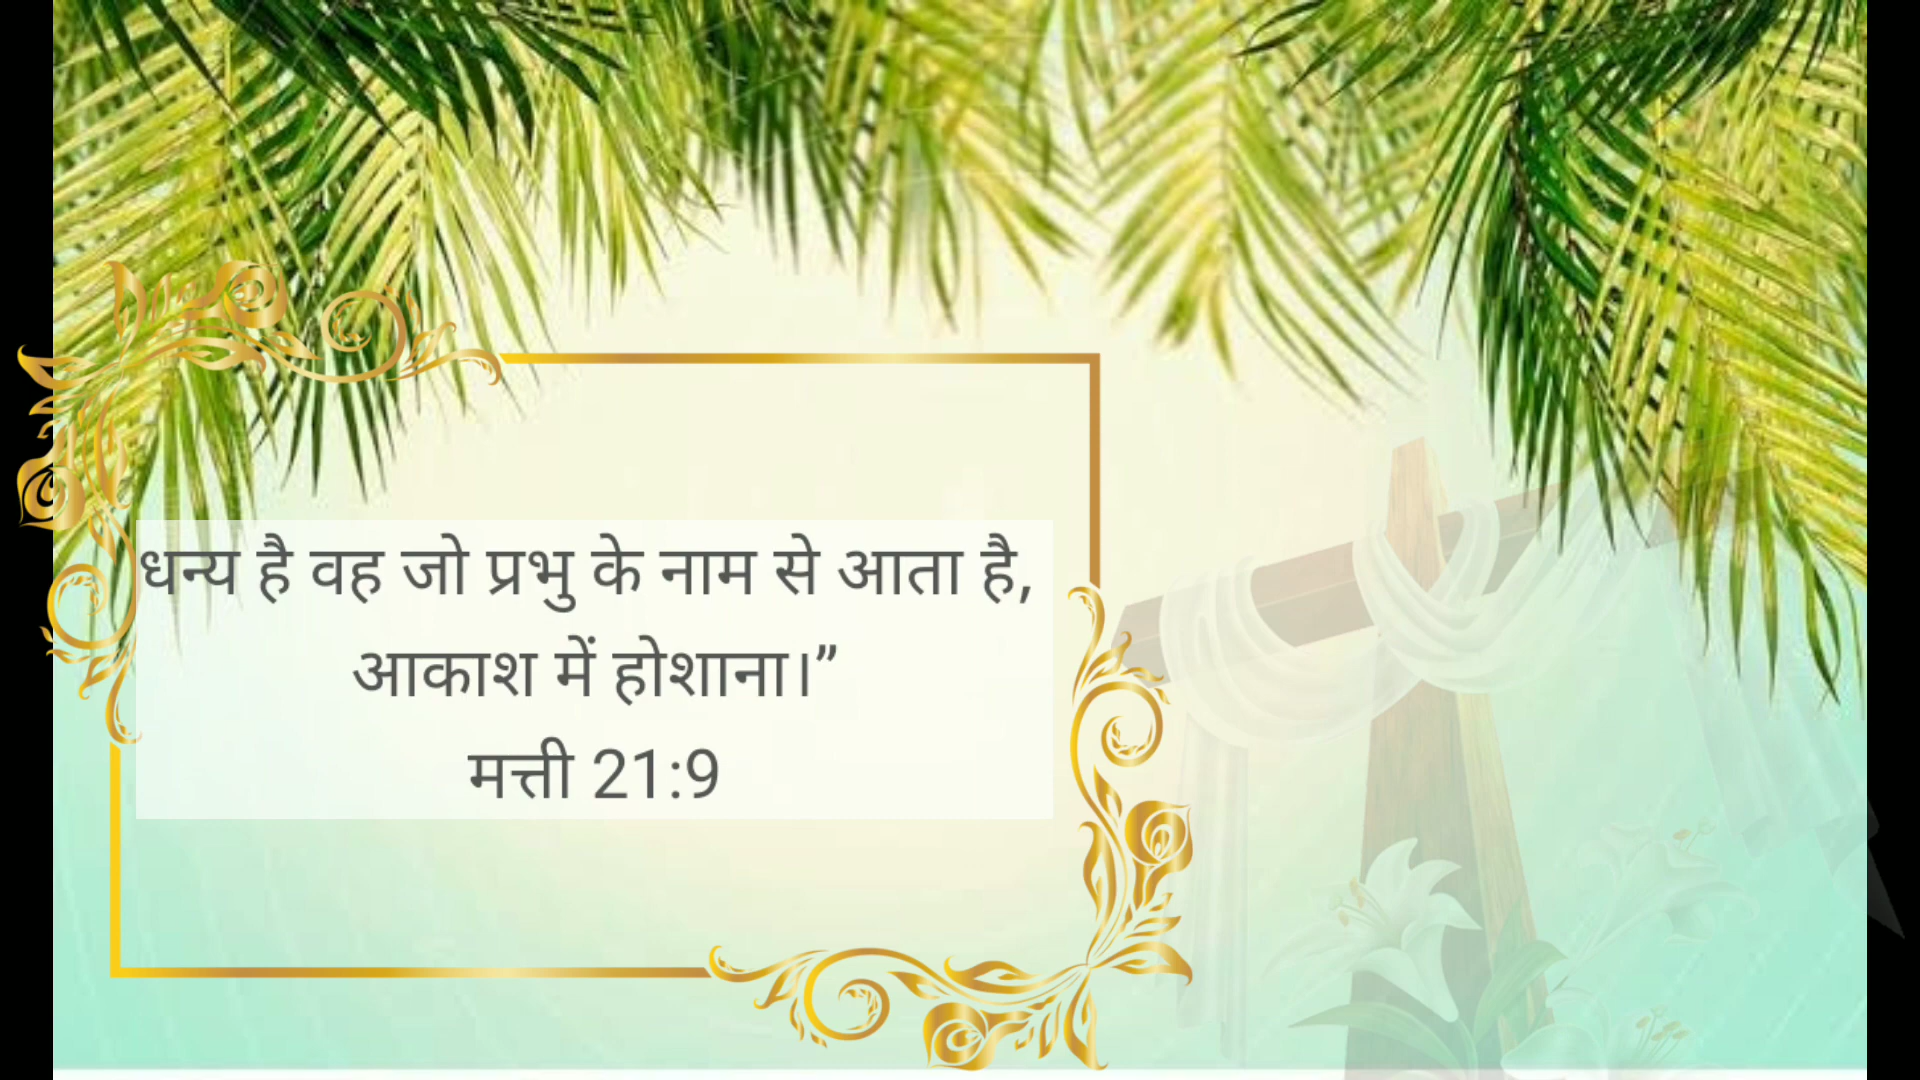 धन्य है वह जो प्रभु के नाम से आता है,
आकाश में होशाना।”
मत्ती 21:9